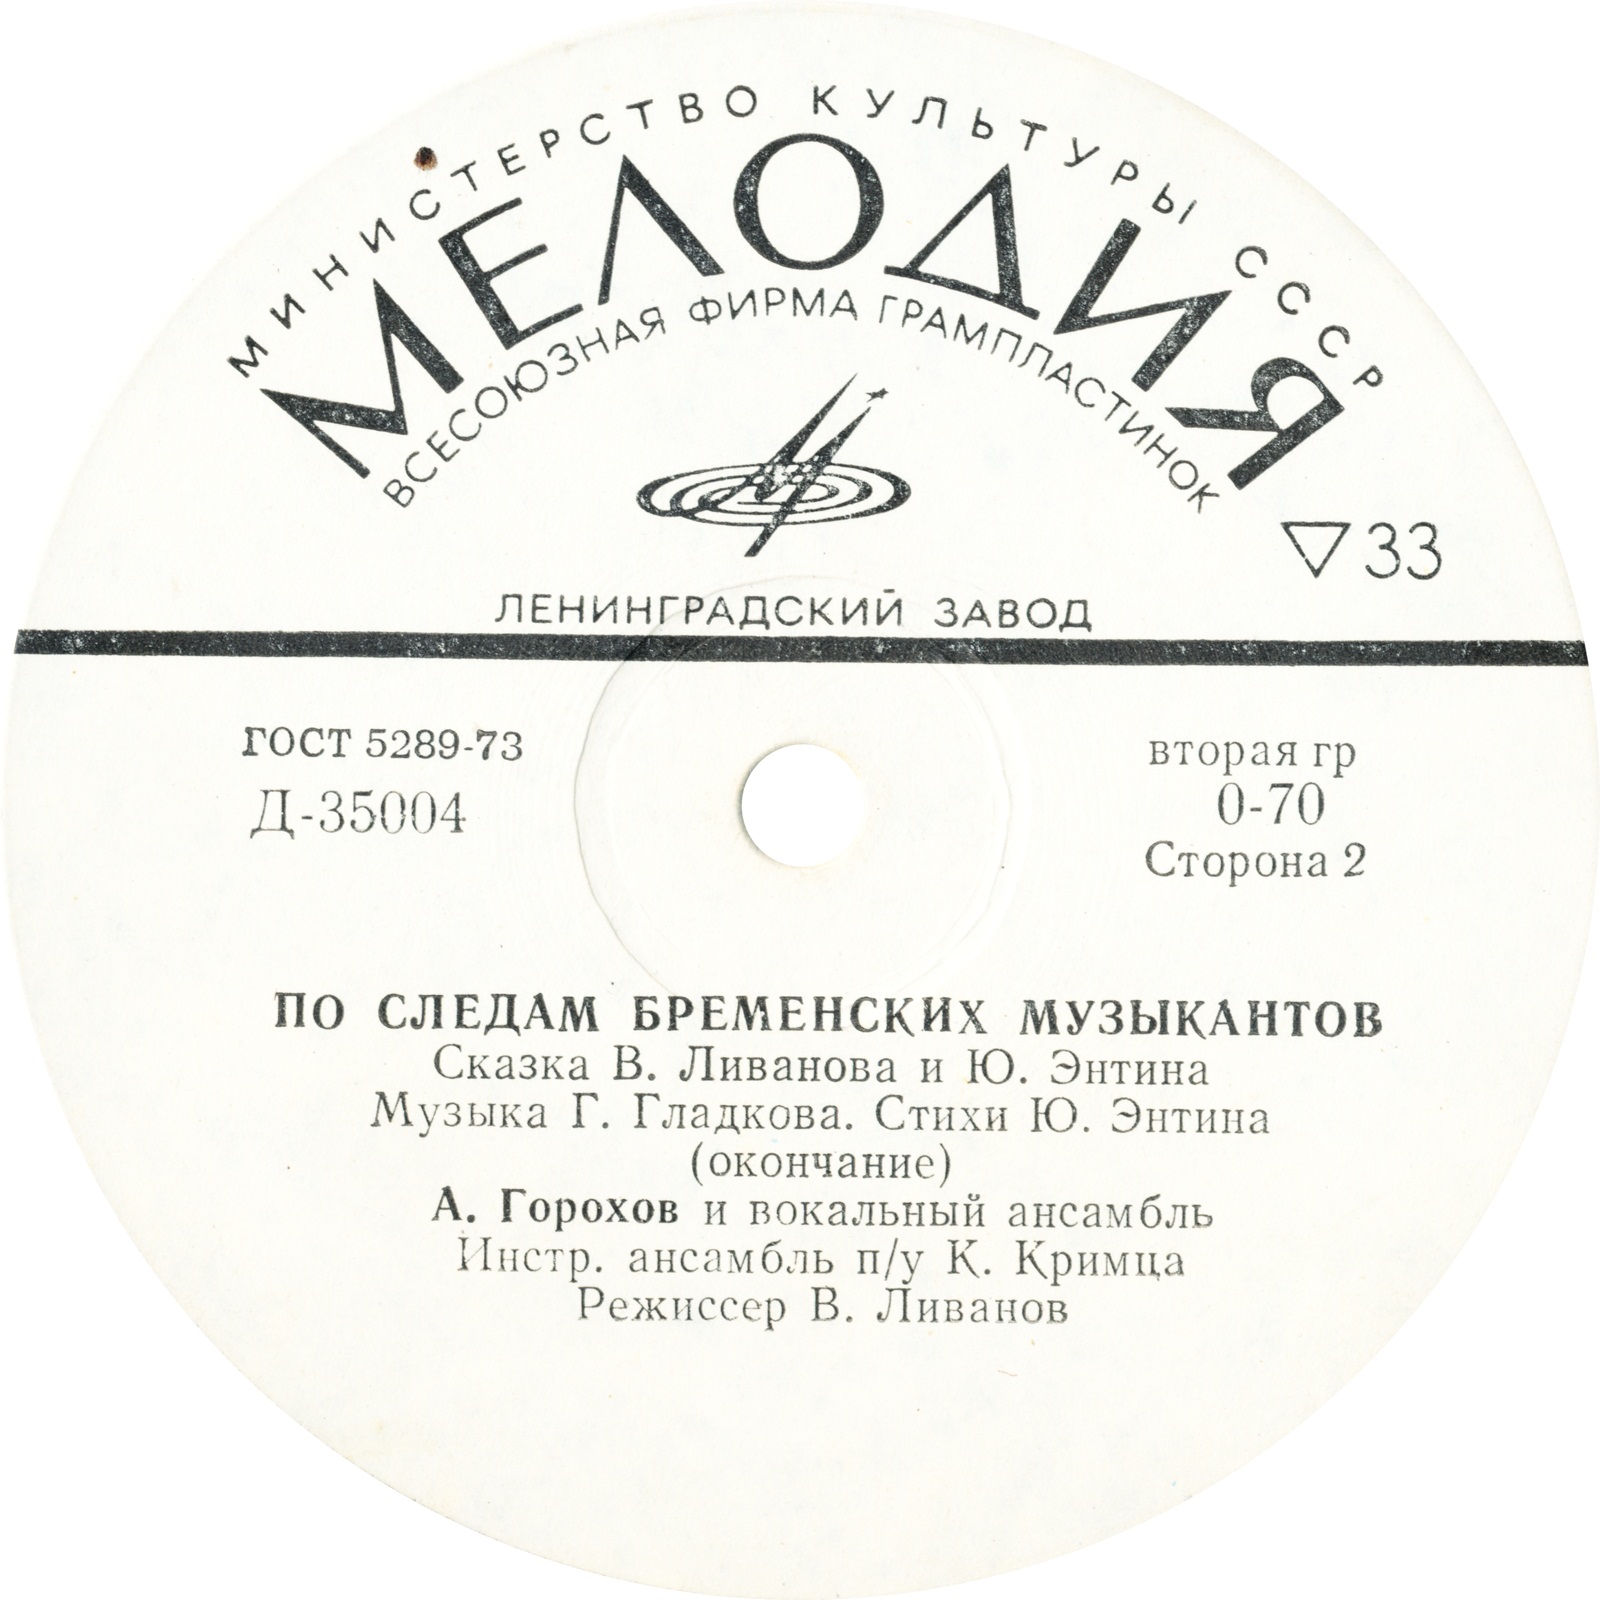 МИНИСТЕРСТВО КУЛЬТУРЫ СССР
МЕЛОДИЯ
ВСЕСОЮЗНАЯ ФИРМА ГРАМПЛАСТИНОК
33
ЛЕНИНГРАДСКИЙ ЗАВОД
ГОСТ 5289-73
Д-35004
вторая гр
0-70
Сторона 2
ПО СЛЕДАМ БРЕМЕНСКИХ МУЗЫКАНТОВ
Сказка В. Ливанова и Ю. Энтина
Музыка Г. Гладкова. Стихи Ю. Энтина
(окончание)
А. Горохов и вокальный ансамбль
Инстр. ансамбль п/у К. Кримца
Режиссер В. Ливанов